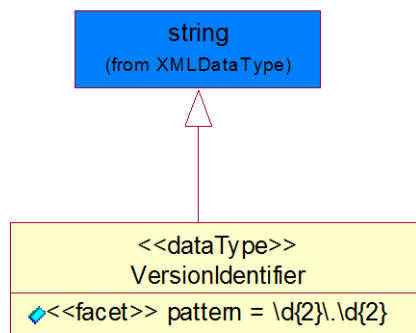 string
(from XMLDataType)
<<dataType>>
VersionIdentifier
<<facet>> pattern = \d{2}\.\d{2}